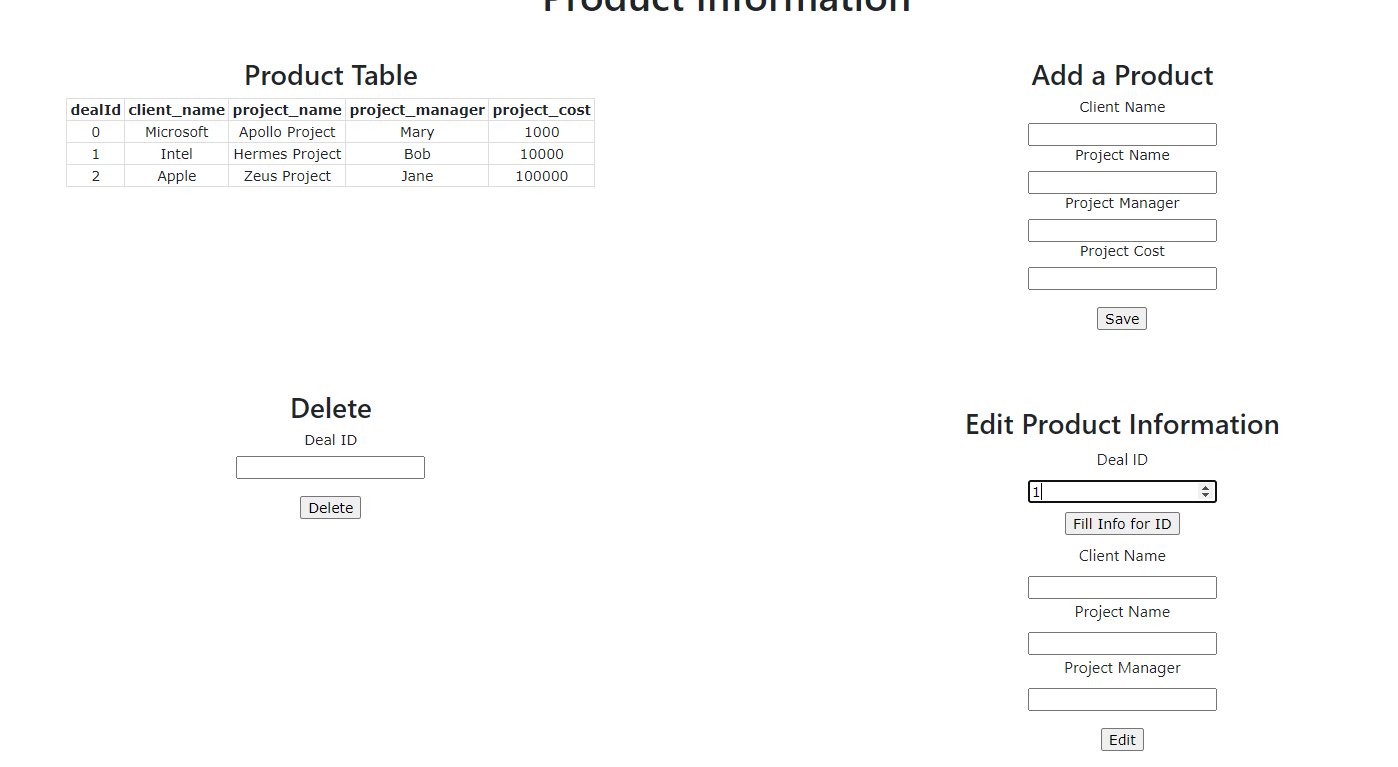 Product Information
Product Table
dealId client_name project_name project_manager project_cost
0 Microsoft Apollo Project Mary 1000
1 Intel Hermes Project Bob 10000
2 Apple Zeus Project Jane 100000
Add a Product
Client Name
Project Name
Project Manager
Project Cost
Save
Delete
Deal ID
Delete
Edit Product Information
Deal ID
1
Fill Info for ID
Client Name
Project Name
Project Manager
Edit